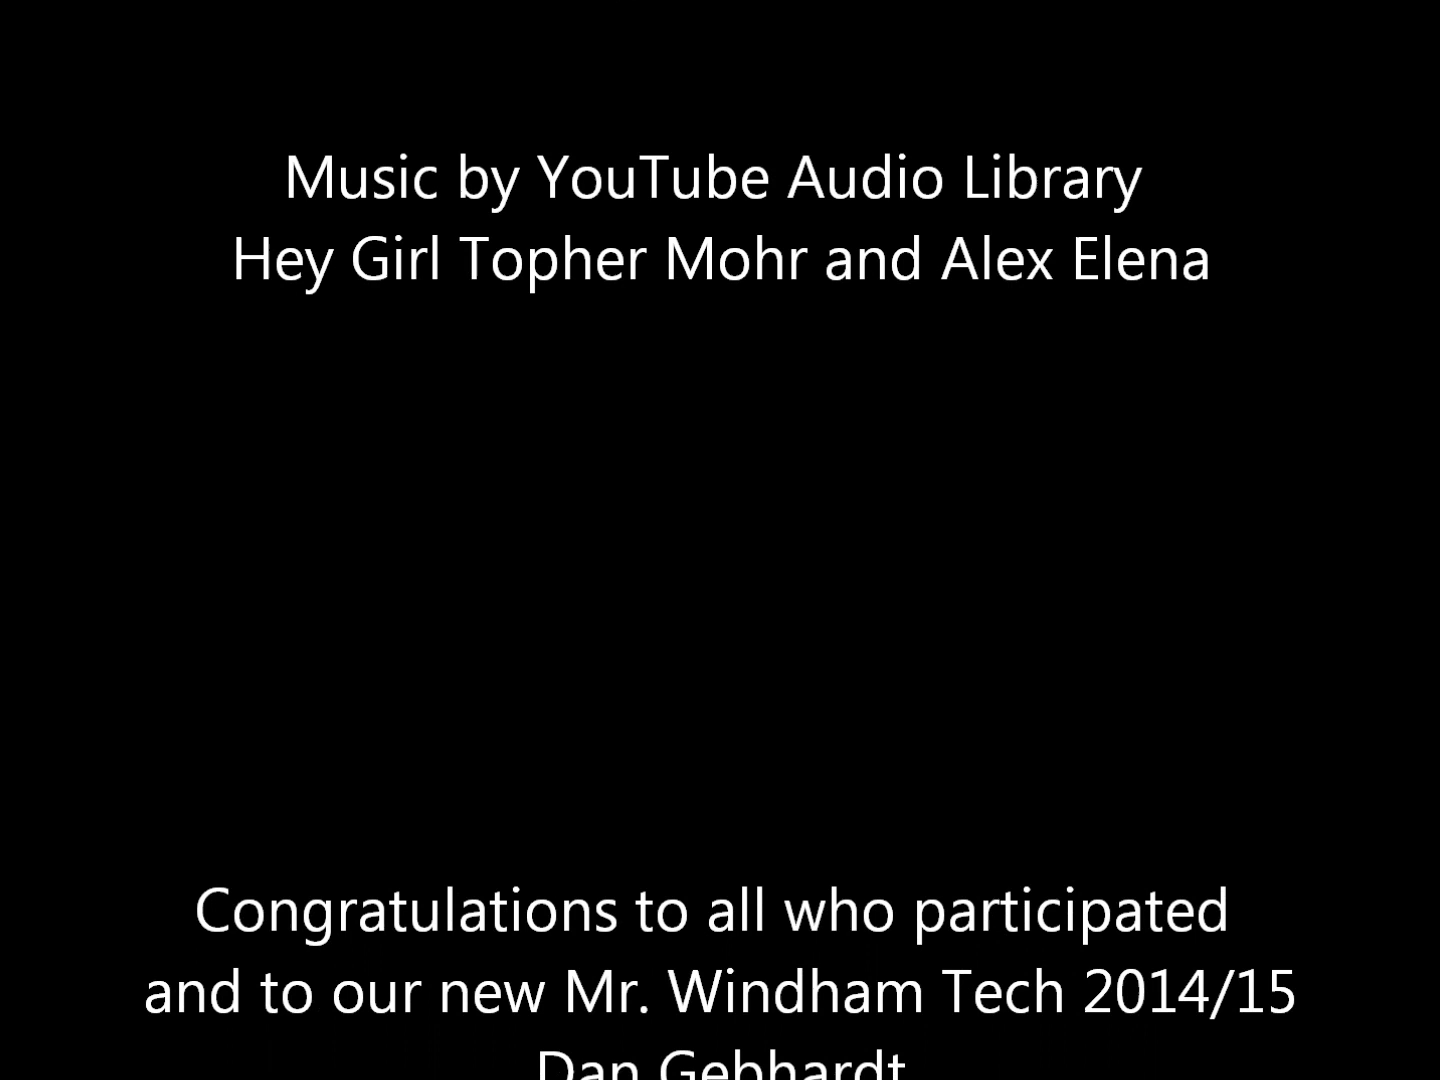 Music by YouTube Audio Library
Hey Girl Topher Mohr and Alex Elena
Congratulations to all who participated
and to our new Mr. Windham Tech 2014/15
Dan Gebhardt